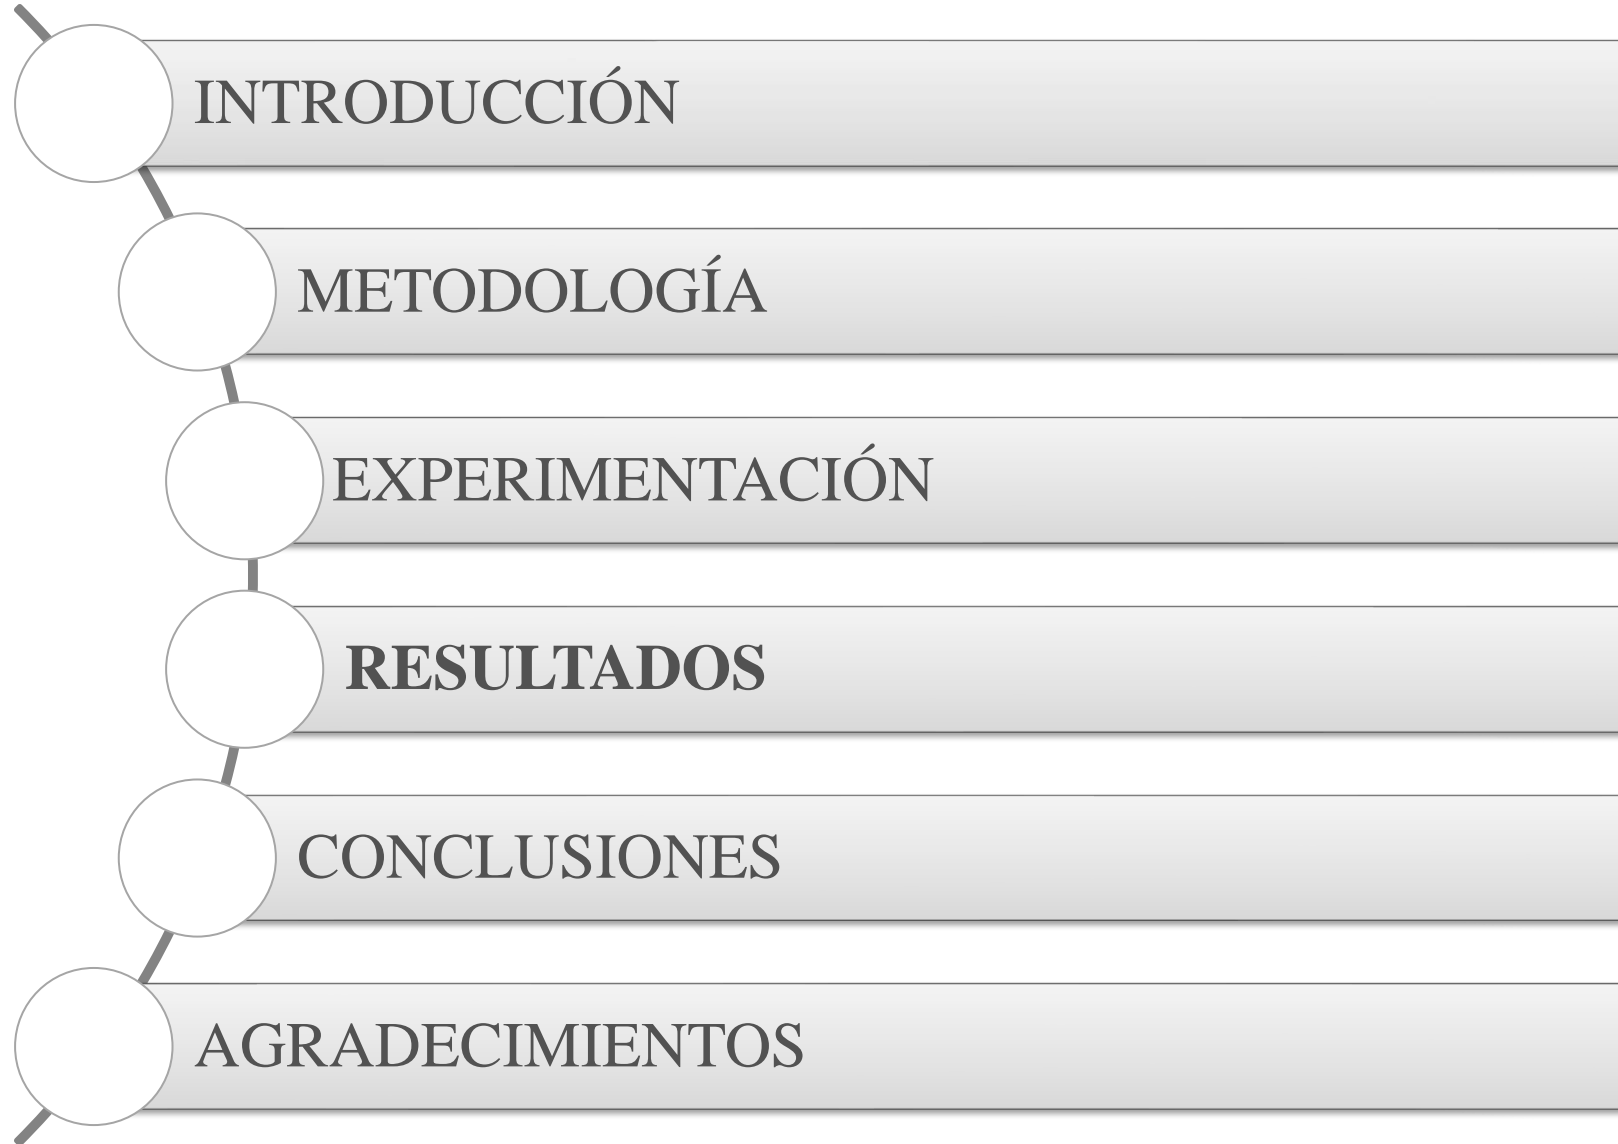 INTRODUCCIÓN
METODOLOGÍA
EXPERIMENTACIÓN
RESULTADOS
CONCLUSIONES
AGRADECIMIENTOS